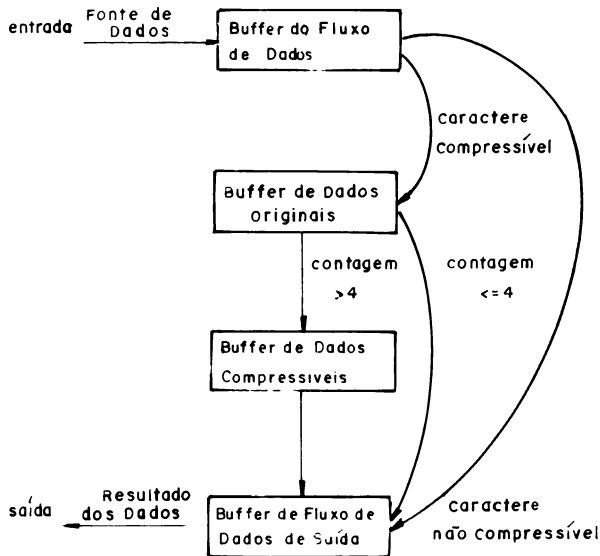 entrada
Fonte de
Dados
Buffer do Fluxo
de Dados
caractere
compressível
Buffer de Dados
originais
contagem
>4
contagem
<=4
Buffer de Dados
Compressíveis
saída
Resultado
dos Dados
Buffer de Fluxo de
Dados de Suída
caractere
não compressível